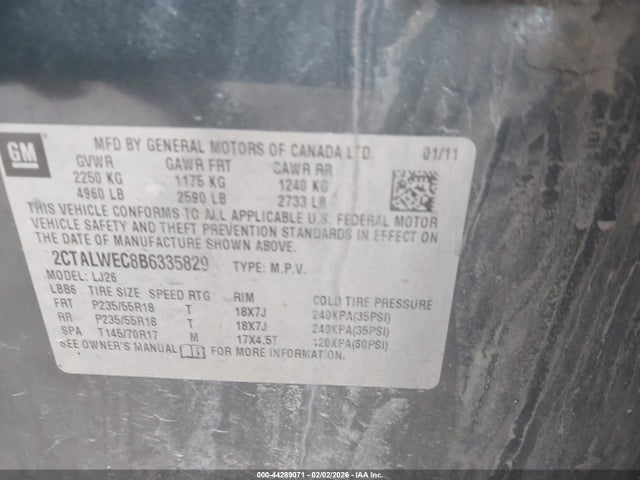 GM
MFD BY GENERAL MOTORS OF CANADA LTD. 01/11
GVWR GAWR FRT GAWR RR
2250 KG 1175 KG 1240 KG
4960 LB 2590 LB 2733 LB
THIS VEHICLE CONFORMS TO ALL APPLICABLE U.S. FEDERAL MOTOR
VEHICLE SAFETY AND THEFT PREVENTION STANDARDS IN EFFECT ON
THE DATE OF MANUFACTURE SHOWN ABOVE.
2CTALWEC8B6335829 TYPE: M.P.V.
MODEL: LJ26
LBB6 TIRE SIZE SPEED RTG RIM COLD TIRE PRESSURE
FRT P235/55R18 T 18X7J 240KPA(35PSI)
RR P235/55R18 T 18X7J 240KPA(35PSI)
SPA T145/70R17 M 17X4.5T 420KPA(60PSI)
SEE OWNER'S MANUAL FOR MORE INFORMATION.
000-44289071 - 02/02/2026 - IAA Inc.